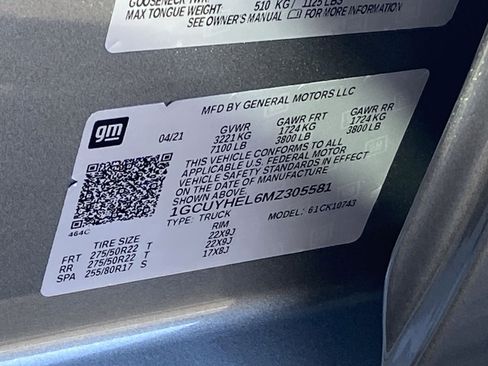 GOOSENECK TWR
MAX TONGUE WEIGHT 510 KG / 1125 LBS
SEE OWNER'S MANUAL FOR MORE INFORMATION
gm
MFD BY GENERAL MOTORS LLC
04/21 GVWR GAWR FRT GAWR RR
3221 KG 1724 KG 1724 KG
7100 LB 3800 LB 3800 LB
THIS VEHICLE CONFORMS TO ALL
APPLICABLE U.S. FEDERAL MOTOR
VEHICLE SAFETY STANDARDS IN
EFFECT ON THE DATE OF MANUFACTURE
SHOWN ABOVE.
1GCUYHEL6MZ305581
464C TYPE: TRUCK MODEL: 61CK10743
TIRE SIZE RIM
FRT 275/50R22 T 22X9J
RR 275/50R22 T 22X9J
SPA 255/80R17 S 17X8J